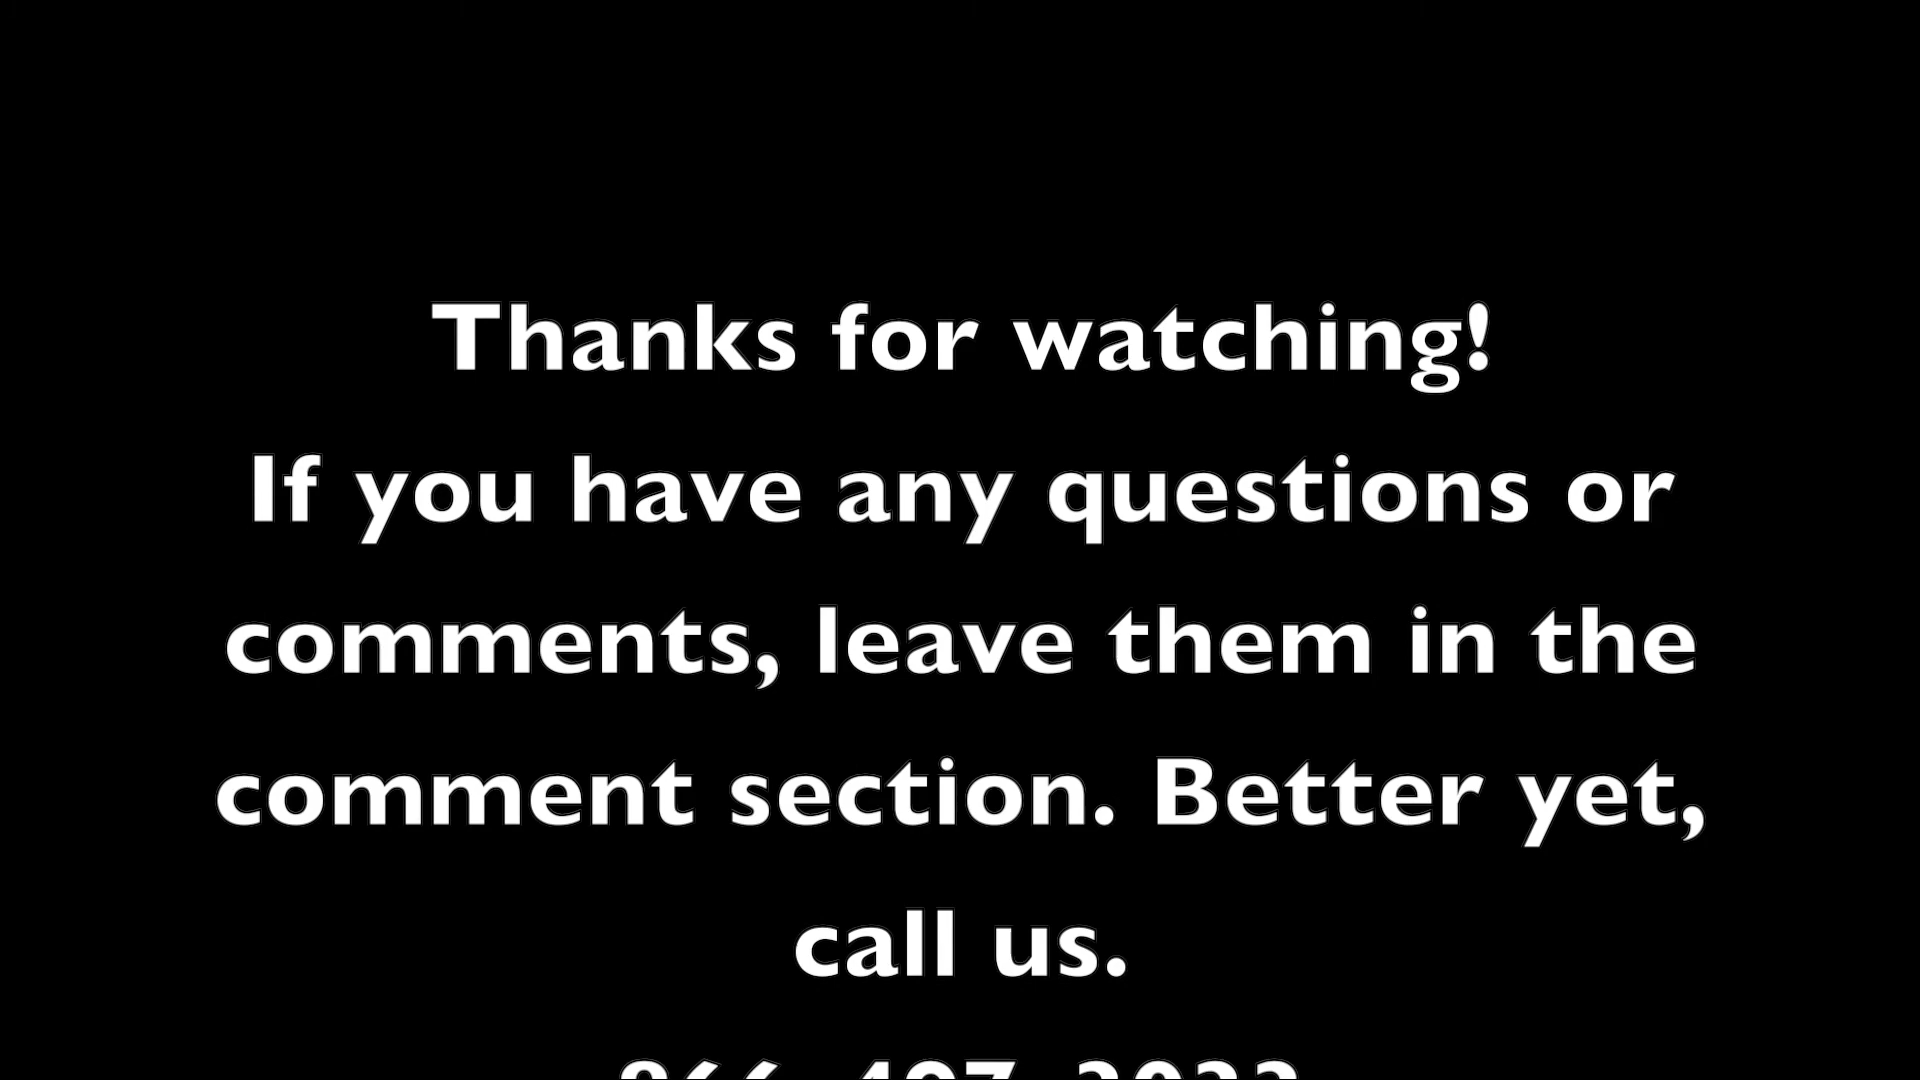 Thanks for watching!
If you have any questions or
comments, leave them in the
comment section. Better yet,
call us.